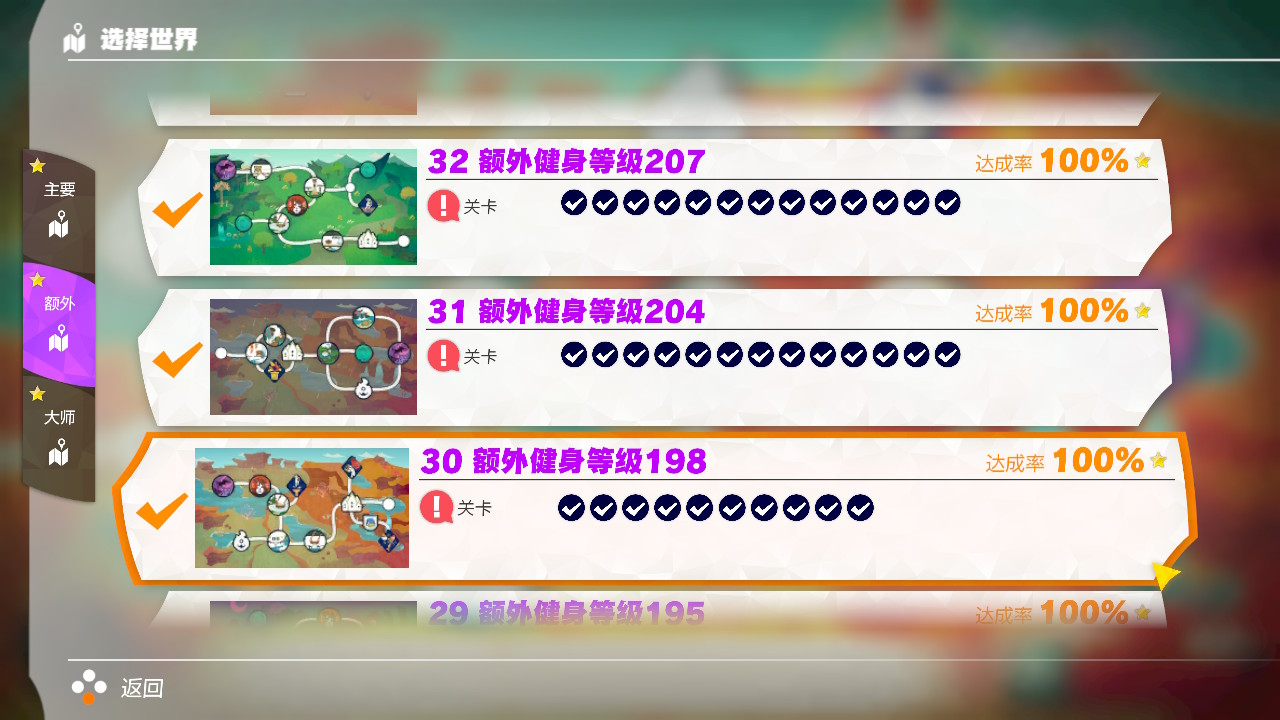 选择世界
主要
额外
大师
32 额外健身等级207
达成率 100%
关卡
31 额外健身等级204
达成率 100%
关卡
30 额外健身等级198
达成率 100%
关卡
29 额外健身等级195
达成率 100%
返回